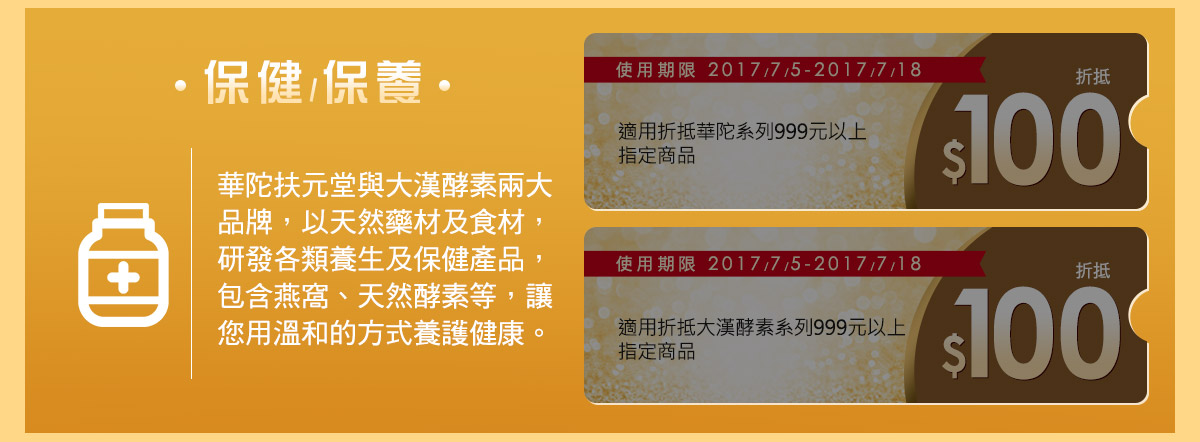 • 保健/保養 •
華陀扶元堂與大漢酵素兩大
品牌，以天然藥材及食材，
研發各類養生及保健產品，
包含燕窩、天然酵素等，讓
您用溫和的方式養護健康。
使用期限 2017/7/5-2017/7/18
折抵
$100
適用折抵華陀系列999元以上
指定商品
使用期限 2017/7/5-2017/7/18
折抵
$100
適用折抵大漢酵素系列999元以上
指定商品